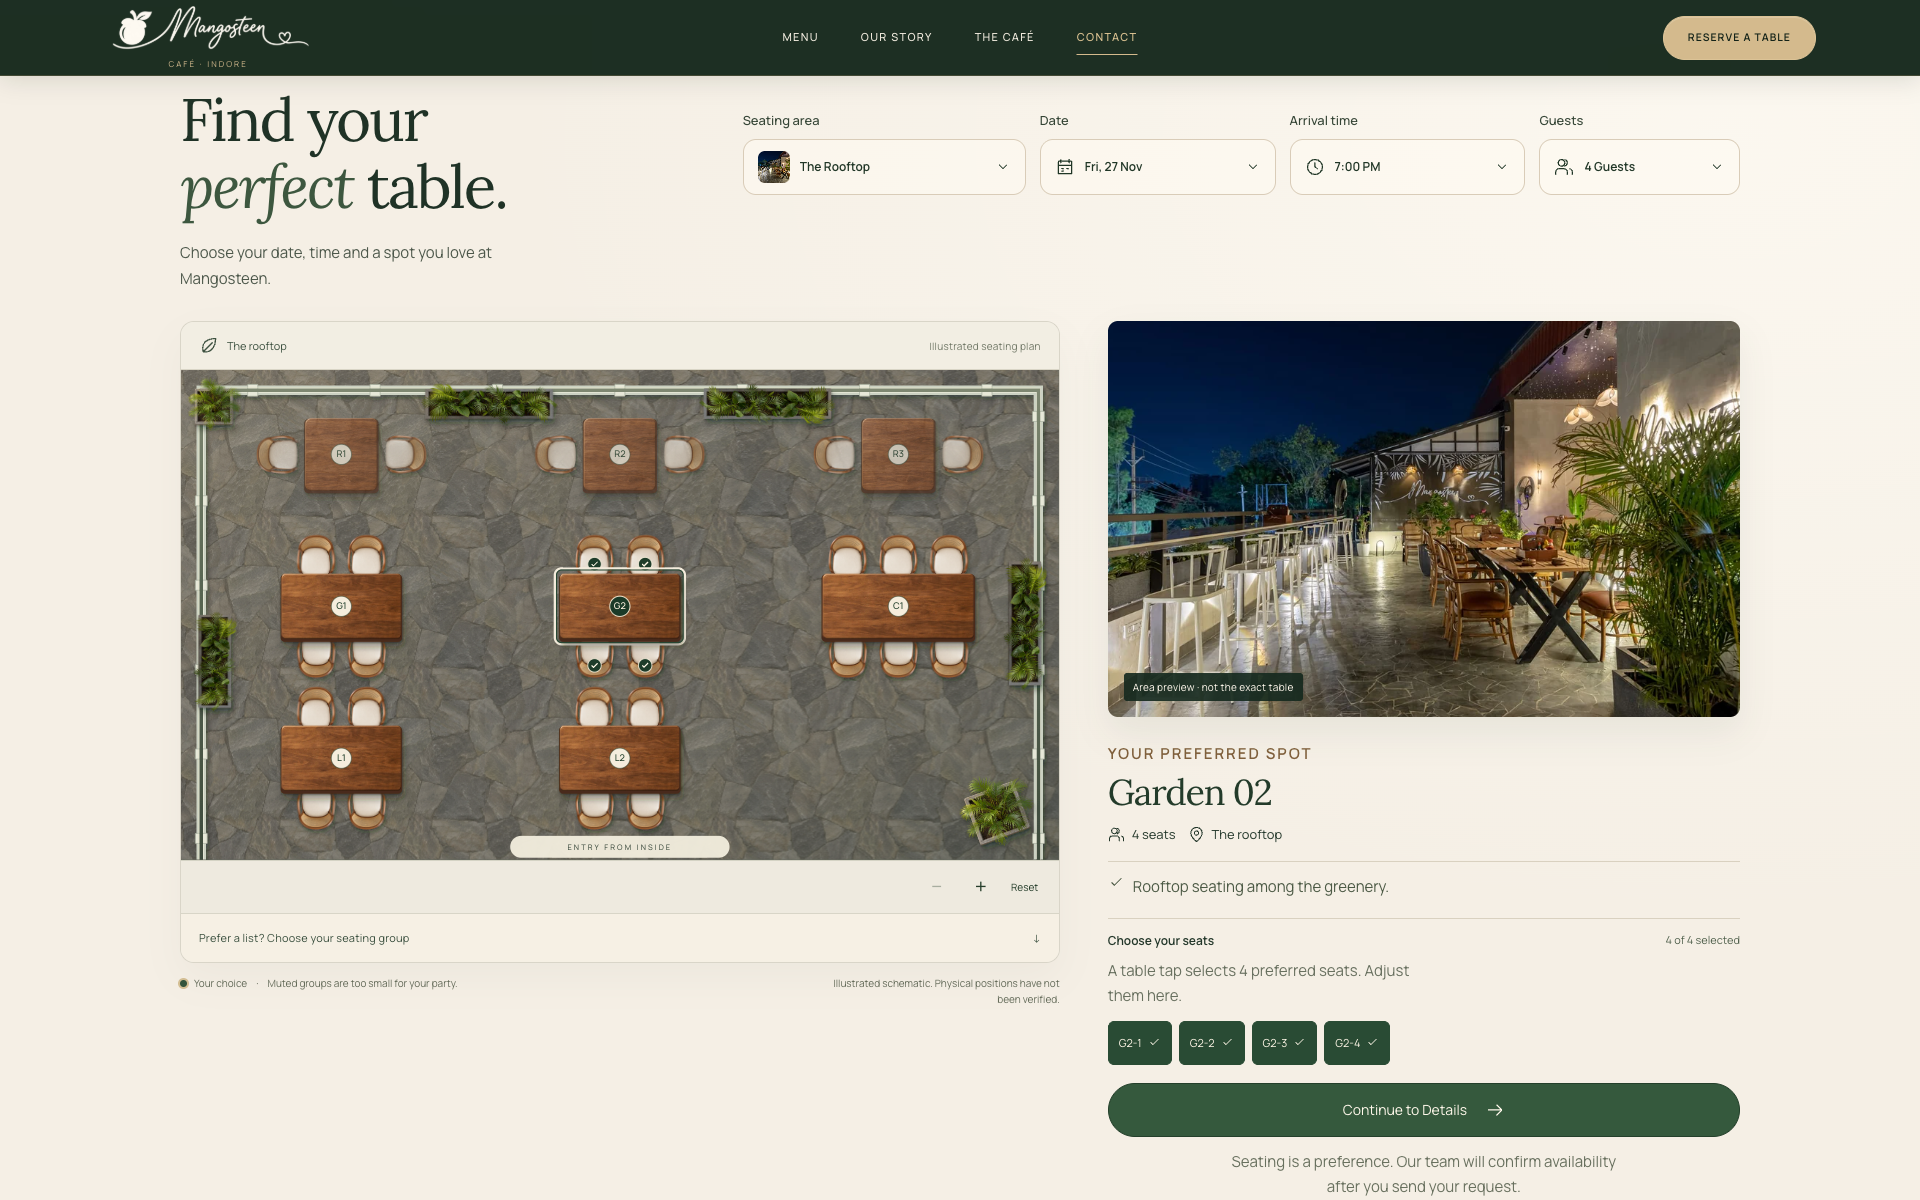 Mangosteen
CAFÉ · INDORE
MENU
OUR STORY
THE CAFÉ
CONTACT
RESERVE A TABLE
Find your
perfect table.
Choose your date, time and a spot you love at
Mangosteen.
Seating area
The Rooftop
Date
Fri, 27 Nov
Arrival time
7:00 PM
Guests
4 Guests
The rooftop
Illustrated seating plan
R1
R2
R3
G1
G2
C1
L1
L2
ENTRY FROM INSIDE
Reset
Prefer a list? Choose your seating group
Your choice · Muted groups are too small for your party.
Illustrated schematic. Physical positions have not
been verified.
Mangosteen
Area preview · not the exact table
YOUR PREFERRED SPOT
Garden 02
4 seats
The rooftop
Rooftop seating among the greenery.
Choose your seats
4 of 4 selected
A table tap selects 4 preferred seats. Adjust
them here.
G2-1
G2-2
G2-3
G2-4
Continue to Details
Seating is a preference. Our team will confirm availability
after you send your request.